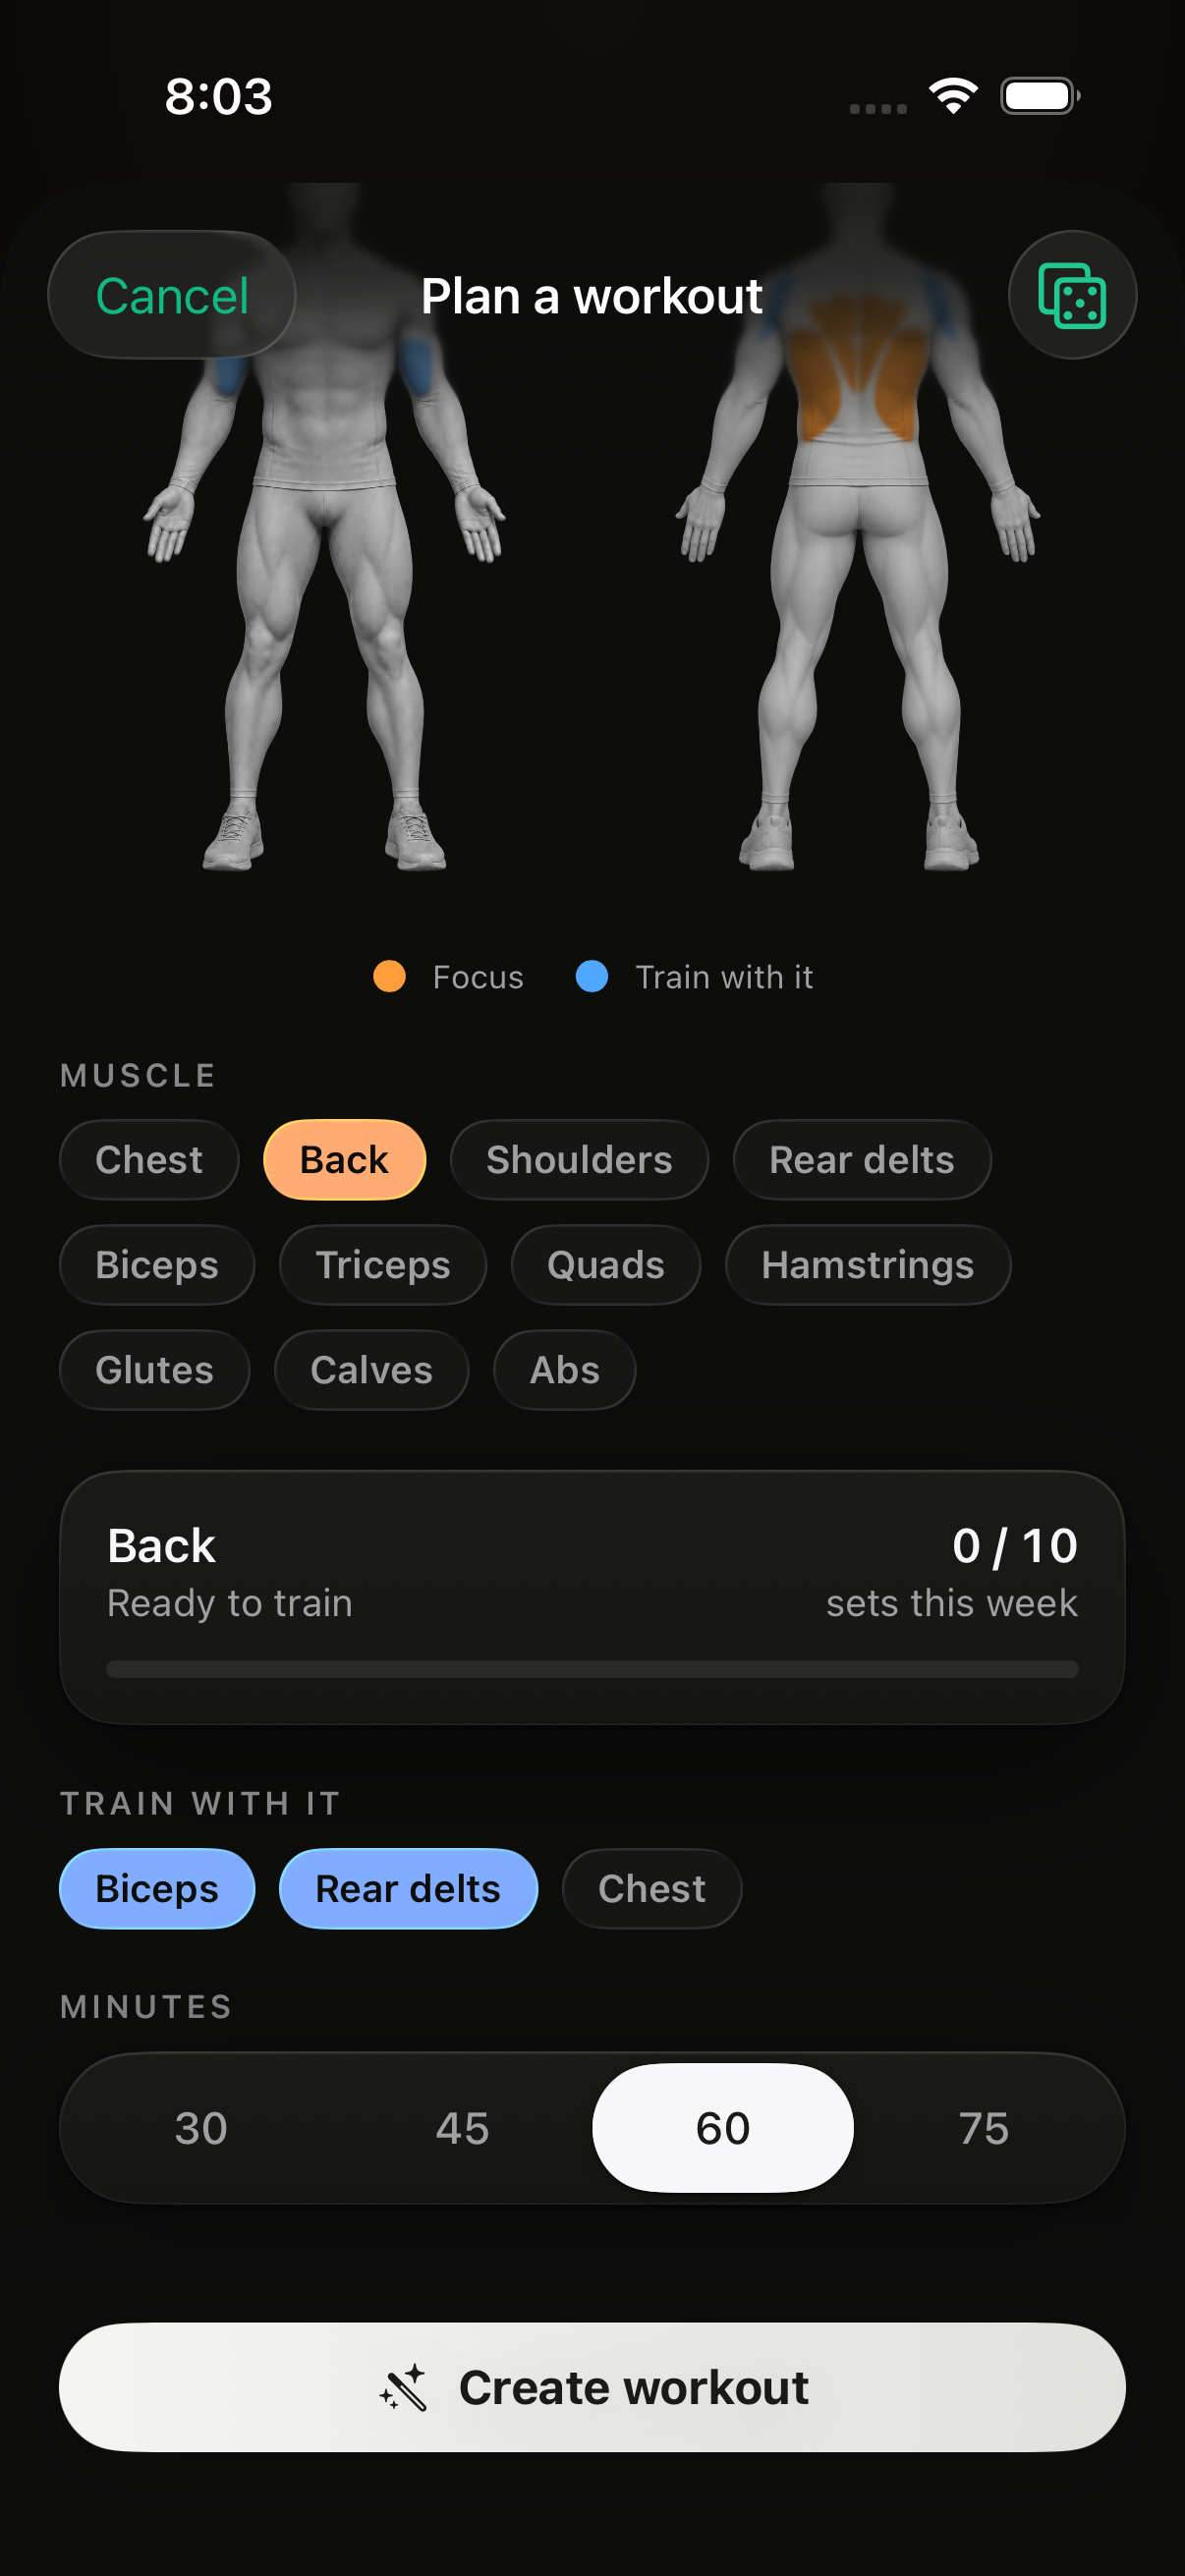 8:03
Cancel
Plan a workout
Focus
Train with it
MUSCLE
Chest
Back
Shoulders
Rear delts
Biceps
Triceps
Quads
Hamstrings
Glutes
Calves
Abs
Back
0 / 10
Ready to train
sets this week
TRAIN WITH IT
Biceps
Rear delts
Chest
MINUTES
30
45
60
75
Create workout